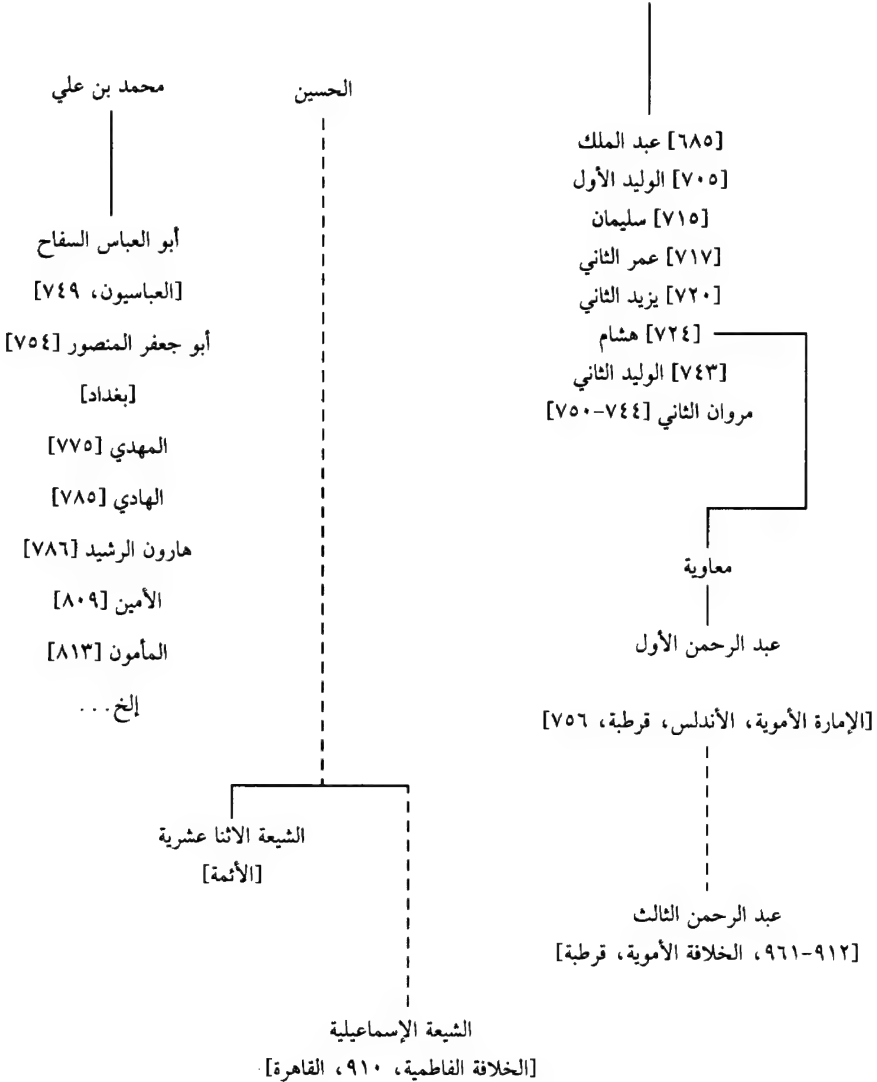 [٦٨٥] عبد الملك
[٧٠٥] الوليد الأول
[٧١٥] سليمان
[٧١٧] عمر الثاني
[٧٢٠] يزيد الثاني
[٧٢٤] هشام
[٧٤٣] الوليد الثاني
مروان الثاني [٧٤٤-٧٥٠]
معاوية
عبد الرحمن الأول
[الإمارة الأموية، الأندلس، قرطبة، ٧٥٦]
عبد الرحمن الثالث
[٩١٢-٩٦١، الخلافة الأموية، قرطبة]
الحسين
الشيعة الاثنا عشرية
[الأئمة]
الشيعة الإسماعيلية
[الخلافة الفاطمية، ٩١٠، القاهرة]
محمد بن علي
أبو العباس السفاح
[العباسيون، ٧٤٩]
أبو جعفر المنصور [٧٥٤]
[بغداد]
المهدي [٧٧٥]
الهادي [٧٨٥]
هارون الرشيد [٧٨٦]
الأمين [٨٠٩]
المأمون [٨١٣]
إلخ...